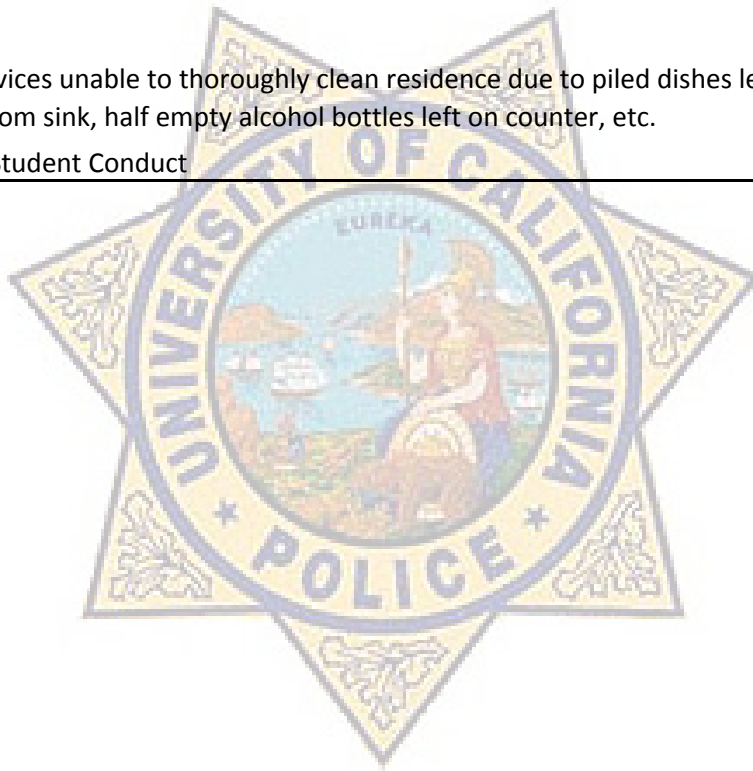 vices unable to thoroughly clean residence due to piled dishes le
om sink, half empty alcohol bottles left on counter, etc.
Student Conduct
UNIVERSITY OF CALIFORNIA
EUREKA
POLICE